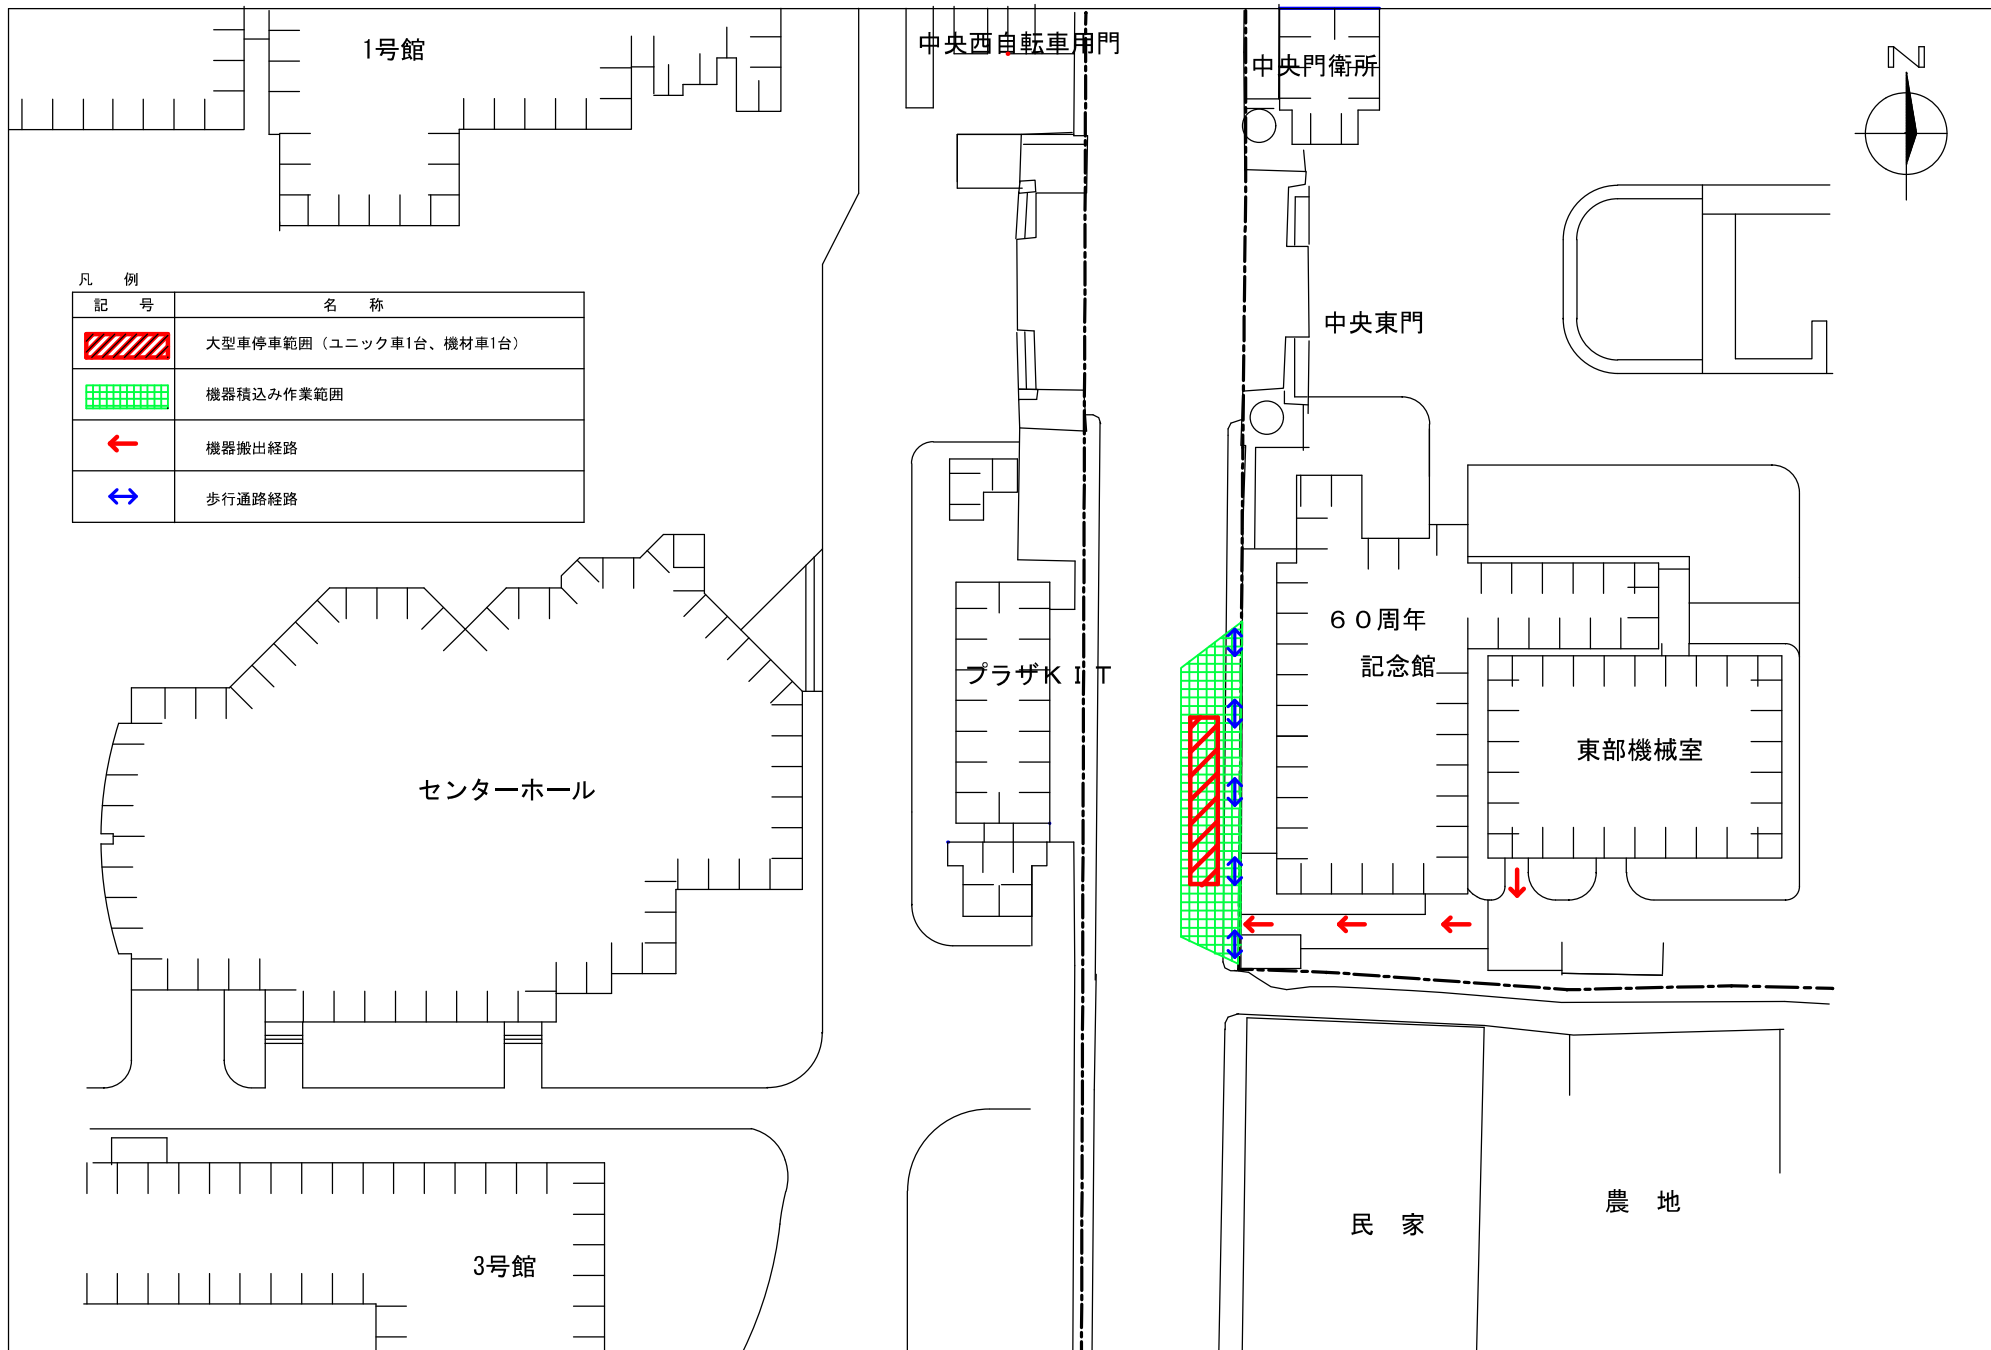 1号館
中央西自転車用門
中央門衛所
N
凡　例
記　号
名　称
大型車停車範囲（ユニック車1台、機材車1台）
機器積込み作業範囲
機器搬出経路
歩行通路経路
中央東門
６０周年
記念館
プラザＫＩＴ
東部機械室
センターホール
農　地
民　家
3号館